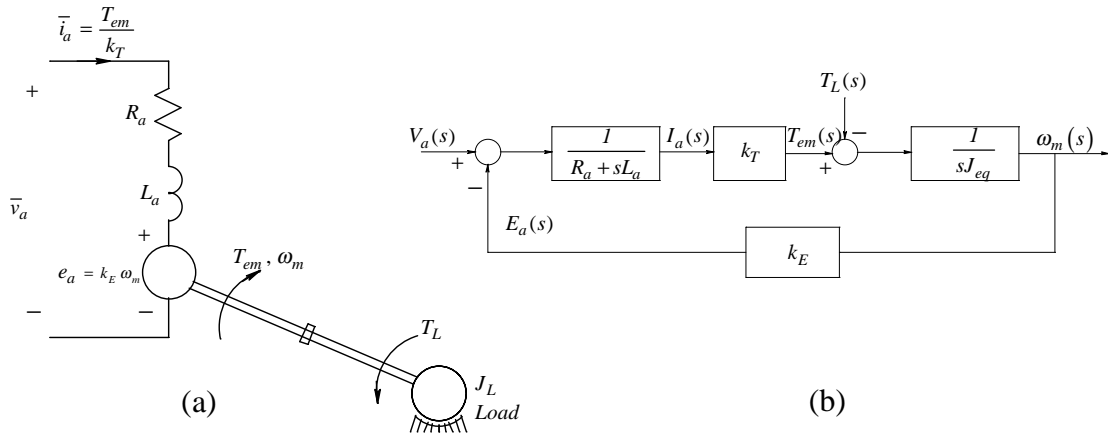 i̅_a = T_em / k_T
+
R_a
L_a
v̅_a
+
e_a = k_E ω_m
−
−
T_em , ω_m
T_L
J_L
Load
(a)
T_L(s)
V_a(s)
+
−
1 / (R_a + sL_a)
I_a(s)
k_T
T_em(s)
−
+
1 / (sJ_eq)
ω_m(s)
E_a(s)
k_E
(b)